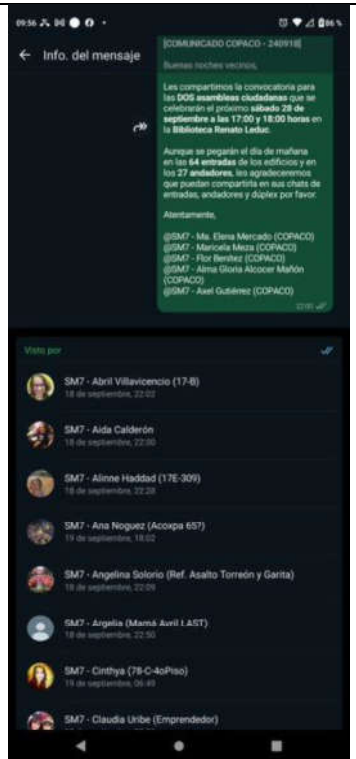 09:56
86 %
Info. del mensaje
[COMUNICADO COPACO - 240918]
Buenas noches vecinos,
Les compartimos la convocatoria para
las DOS asambleas ciudadanas que se
celebrarán el próximo sábado 28 de
septiembre a las 17:00 y 18:00 horas en
la Biblioteca Renato Leduc.
Aunque se pegarán el día de mañana
en las 64 entradas de los edificios y en
los 27 andadores, les agradeceremos
que puedan compartirla en sus chats de
entradas, andadores y dúplex por favor.
Atentamente,
@SM7 - Ma. Elena Mercado (COPACO)
@SM7 - Maricela Meza (COPACO)
@SM7 - Flor Benítez (COPACO)
@SM7 - Alma Gloria Alcocer Mañón
(COPACO)
@SM7 - Axel Gutiérrez (COPACO)
Visto por
SM7 - Abril Villavicencio (17-B)
18 de septiembre, 22:02
SM7 - Aida Calderón
18 de septiembre, 22:00
SM7 - Alinne Haddad (17E-309)
18 de septiembre, 22:28
SM7 - Ana Noguez (Acoxpa 65?)
19 de septiembre, 18:02
SM7 - Angelina Solorio (Ref. Asalto Torreón y Garita)
18 de septiembre, 22:09
SM7 - Argelia (Mamá Avril LAST)
18 de septiembre, 22:50
SM7 - Cinthya (78-C-4oPiso)
19 de septiembre, 06:49
SM7 - Claudia Uribe (Emprendedor)